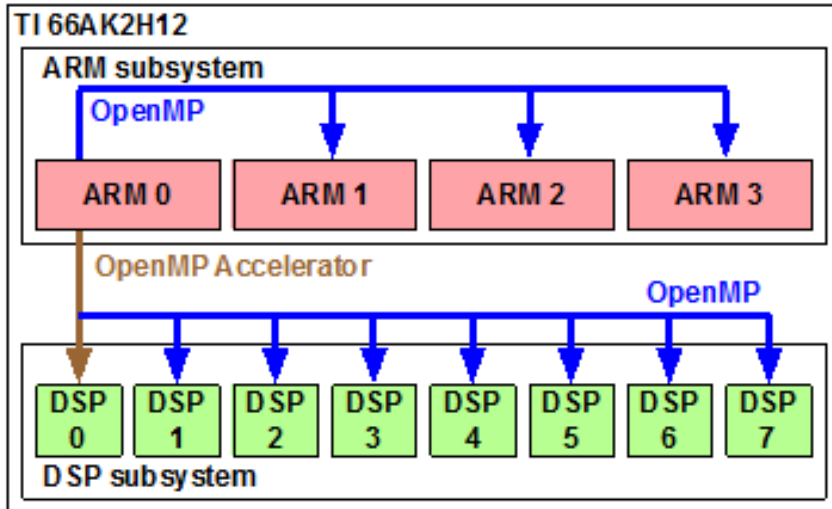 TI 66AK2H12
ARM subsystem
OpenMP
ARM 0
ARM 1
ARM 2
ARM 3
OpenMP Accelerator
OpenMP
DSP
0
DSP
1
DSP
2
DSP
3
DSP
4
DSP
5
DSP
6
DSP
7
DSP subsystem